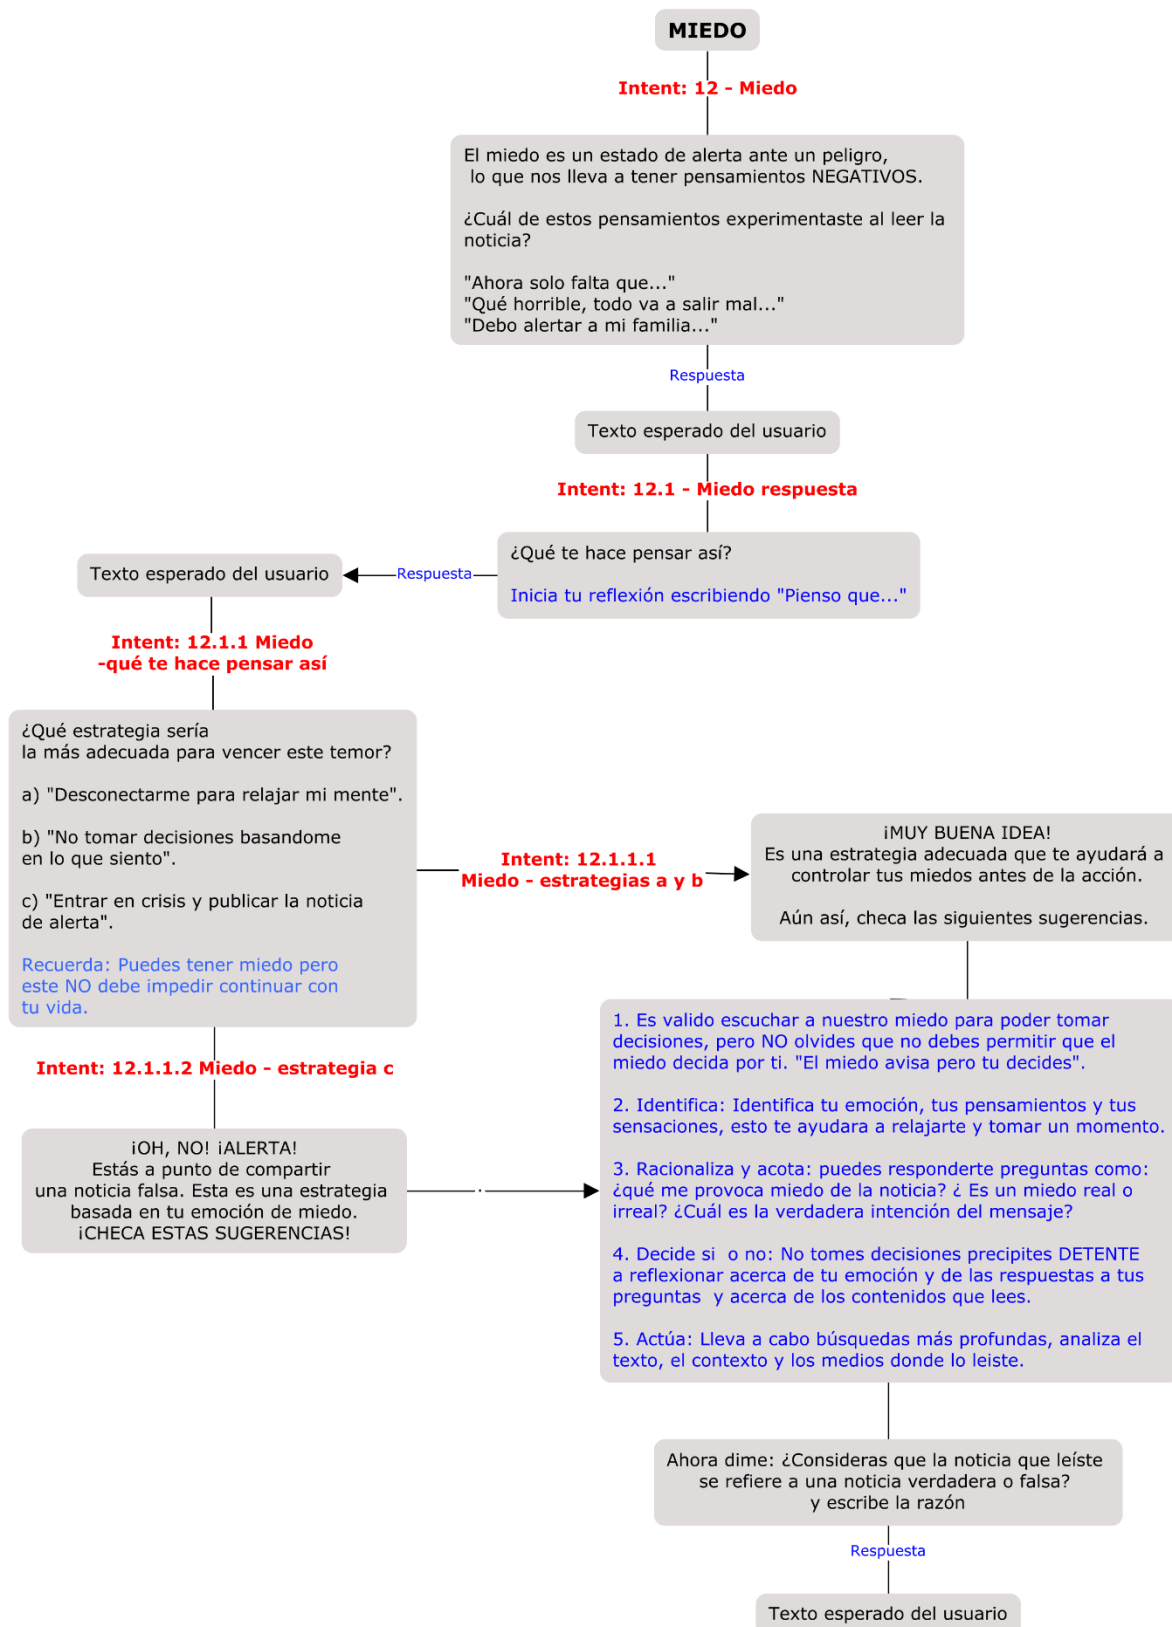 MIEDO
Intent: 12 - Miedo
El miedo es un estado de alerta ante un peligro,
lo que nos lleva a tener pensamientos NEGATIVOS.
¿Cuál de estos pensamientos experimentaste al leer la
noticia?
"Ahora solo falta que..."
"Qué horrible, todo va a salir mal..."
"Debo alertar a mi familia..."
Respuesta
Texto esperado del usuario
Intent: 12.1 - Miedo respuesta
¿Qué te hace pensar así?
Inicia tu reflexión escribiendo "Pienso que..."
Respuesta
Texto esperado del usuario
Intent: 12.1.1 Miedo
-qué te hace pensar así
¿Qué estrategia sería
la más adecuada para vencer este temor?
a) "Desconectarme para relajar mi mente".
b) "No tomar decisiones basandome
en lo que siento".
c) "Entrar en crisis y publicar la noticia
de alerta".
Recuerda: Puedes tener miedo pero
este NO debe impedir continuar con
tu vida.
Intent: 12.1.1.1
Miedo - estrategias a y b
¡MUY BUENA IDEA!
Es una estrategia adecuada que te ayudará a
controlar tus miedos antes de la acción.
Aún así, checa las siguientes sugerencias.
Intent: 12.1.1.2 Miedo - estrategia c
¡OH, NO! ¡ALERTA!
Estás a punto de compartir
una noticia falsa. Esta es una estrategia
basada en tu emoción de miedo.
¡CHECA ESTAS SUGERENCIAS!
1. Es valido escuchar a nuestro miedo para poder tomar
decisiones, pero NO olvides que no debes permitir que el
miedo decida por ti. "El miedo avisa pero tu decides".
2. Identifica: Identifica tu emoción, tus pensamientos y tus
sensaciones, esto te ayudara a relajarte y tomar un momento.
3. Racionaliza y acota: puedes responderte preguntas como:
¿qué me provoca miedo de la noticia? ¿ Es un miedo real o
irreal? ¿Cuál es la verdadera intención del mensaje?
4. Decide si  o no: No tomes decisiones precipites DETENTE
a reflexionar acerca de tu emoción y de las respuestas a tus
preguntas  y acerca de los contenidos que lees.
5. Actúa: Lleva a cabo búsquedas más profundas, analiza el
texto, el contexto y los medios donde lo leiste.
Ahora dime: ¿Consideras que la noticia que leíste
se refiere a una noticia verdadera o falsa?
y escribe la razón
Respuesta
Texto esperado del usuario